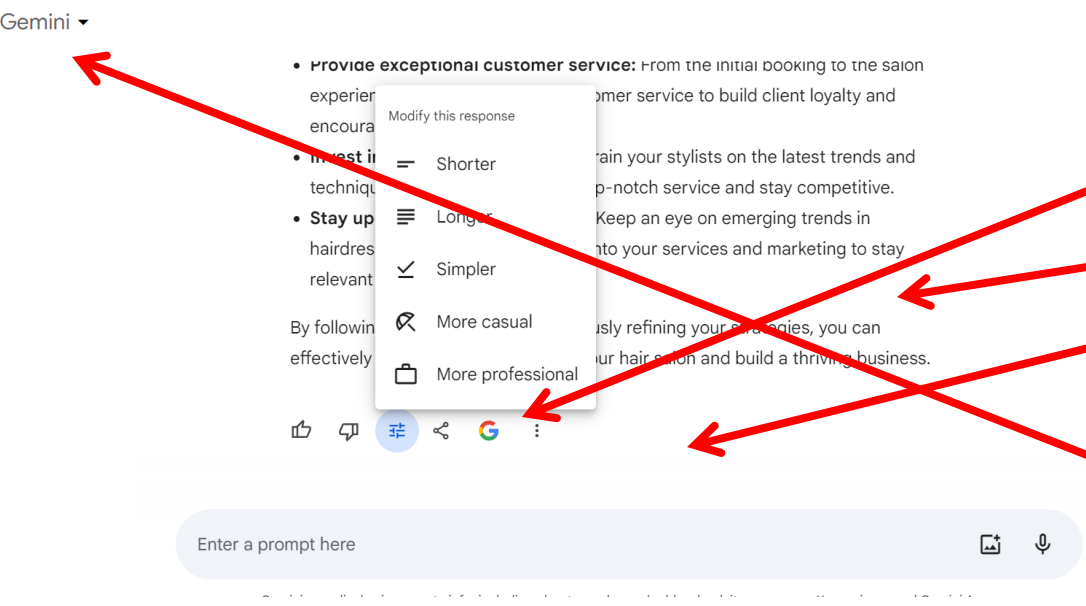 Gemini
• Provide exceptional customer service: From the initial booking to the salon
experien omer service to build client loyalty and
encoura
Modify this response
• Invest in rain your stylists on the latest trends and
Shorter
techniqu p-notch service and stay competitive.
• Stay up Keep an eye on emerging trends in
Longer
hairdres nto your services and marketing to stay
relevant
Simpler
By followin usly refining your strategies, you can
More casual
effectively ur hair salon and build a thriving business.
More professional
Enter a prompt here